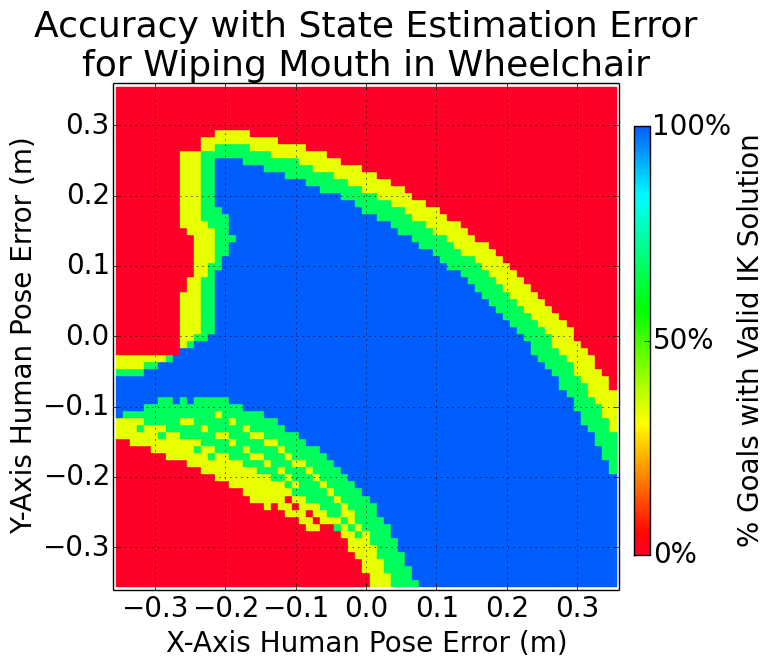 Accuracy with State Estimation Error
for Wiping Mouth in Wheelchair
Y-Axis Human Pose Error (m)
0.3
0.2
0.1
0.0
−0.1
−0.2
−0.3
−0.3 −0.2 −0.1 0.0 0.1 0.2 0.3
X-Axis Human Pose Error (m)
100%
50%
0%
% Goals with Valid IK Solution